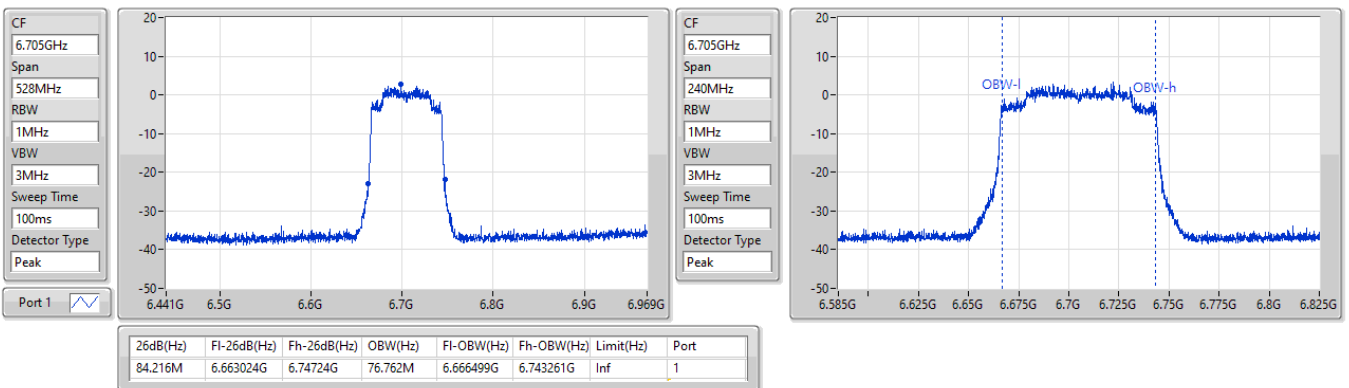 CF
6.705GHz
Span
528MHz
RBW
1MHz
VBW
3MHz
Sweep Time
100ms
Detector Type
Peak
Port 1
20
10
0
-10
-20
-30
-40
-50
6.441G 6.5G 6.6G 6.7G 6.8G 6.9G 6.969G
CF
6.705GHz
Span
240MHz
RBW
1MHz
VBW
3MHz
Sweep Time
100ms
Detector Type
Peak
20
10
0
-10
-20
-30
-40
-50
OBW-l OBW-h
6.585G 6.625G 6.65G 6.675G 6.7G 6.725G 6.75G 6.775G 6.8G 6.825G
26dB(Hz) Fl-26dB(Hz) Fh-26dB(Hz) OBW(Hz) Fl-OBW(Hz) Fh-OBW(Hz) Limit(Hz) Port
84.216M 6.663024G 6.74724G 76.762M 6.666499G 6.743261G Inf 1